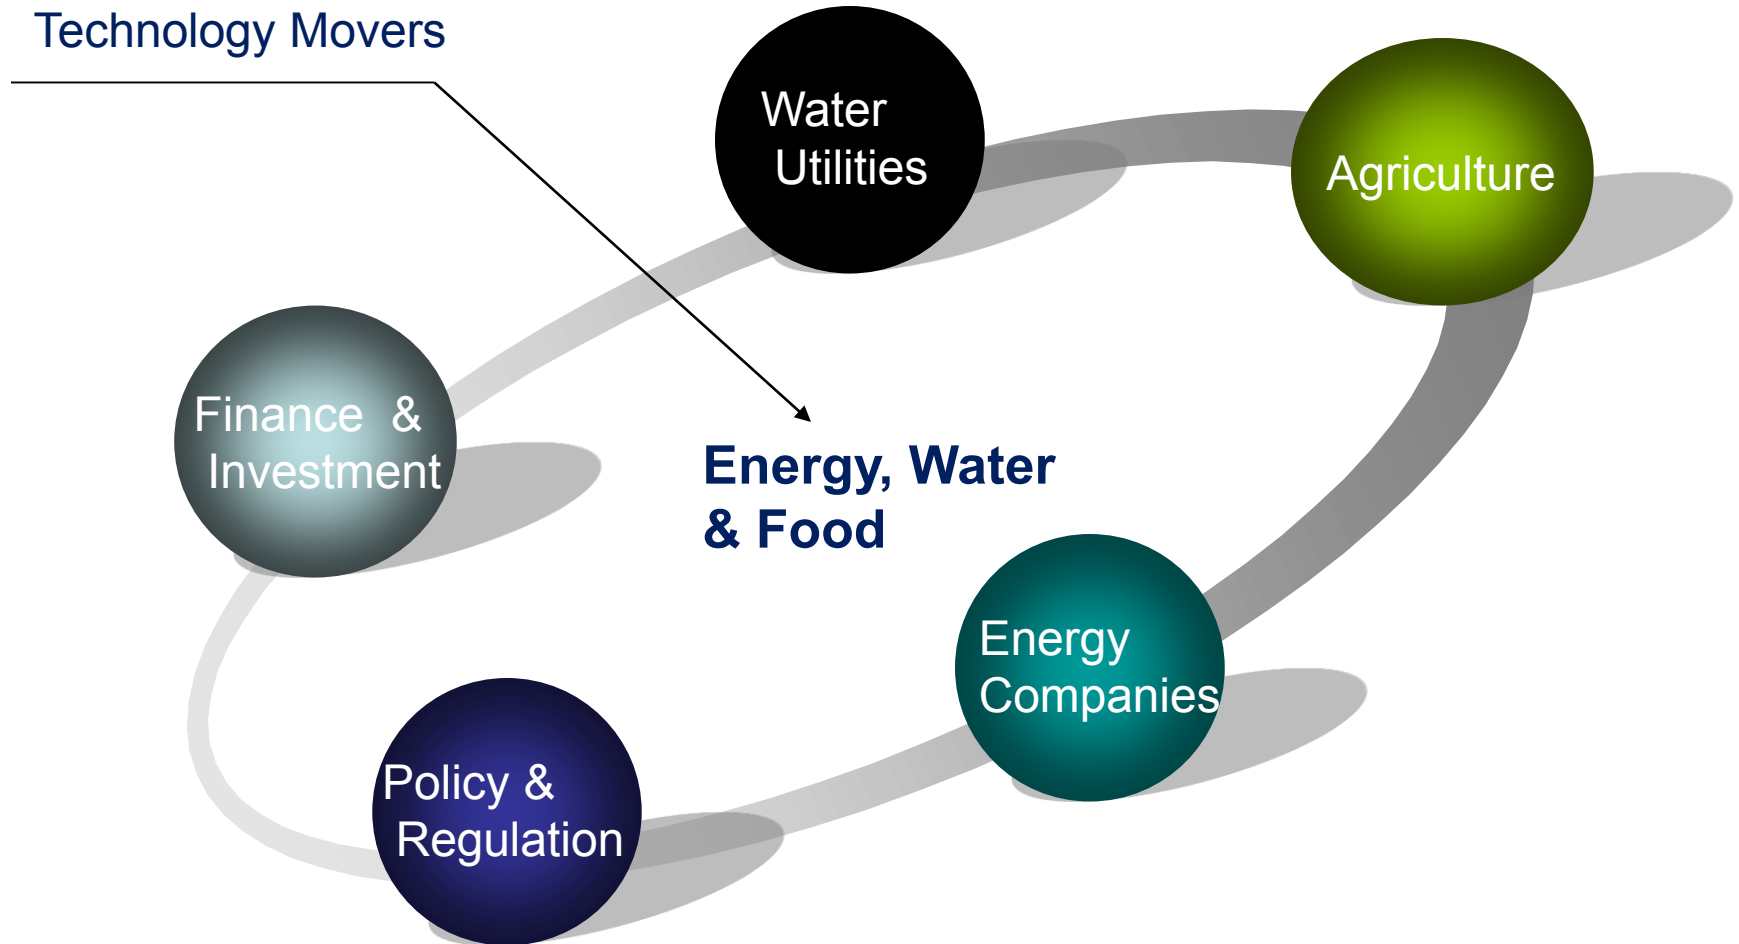 Technology Movers
Water
Utilities
Agriculture
Finance & 
Investment
Energy, Water
& Food
Energy
Companies
Policy &
Regulation